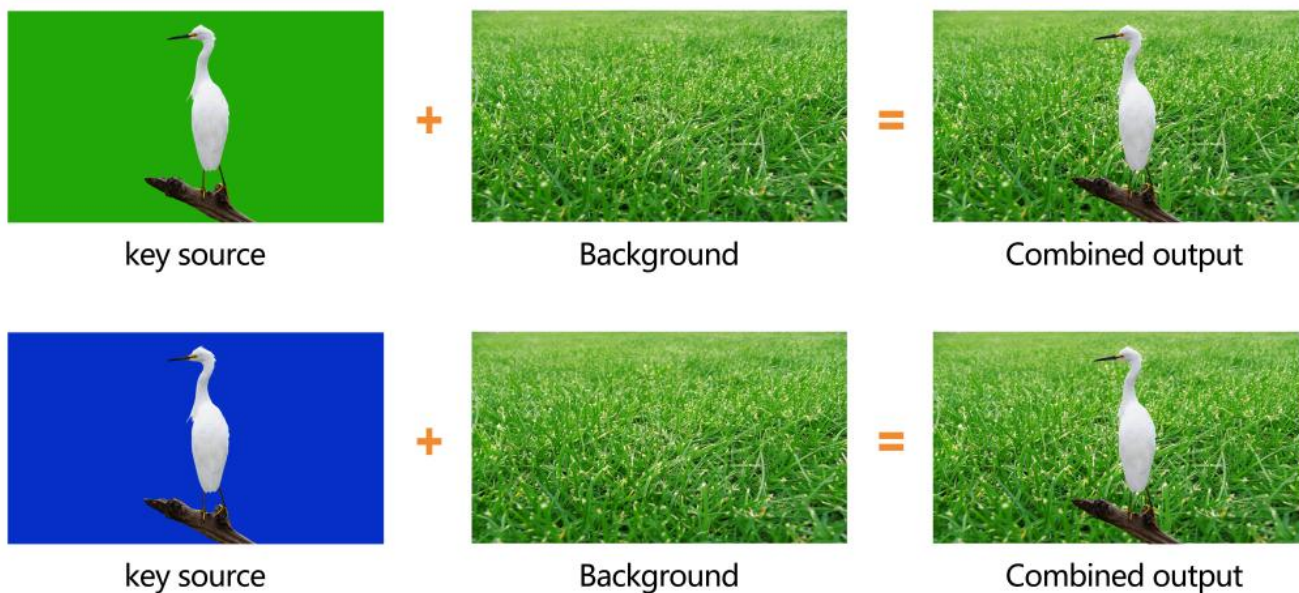 key source
+
Background
=
Combined output
key source
+
Background
=
Combined output